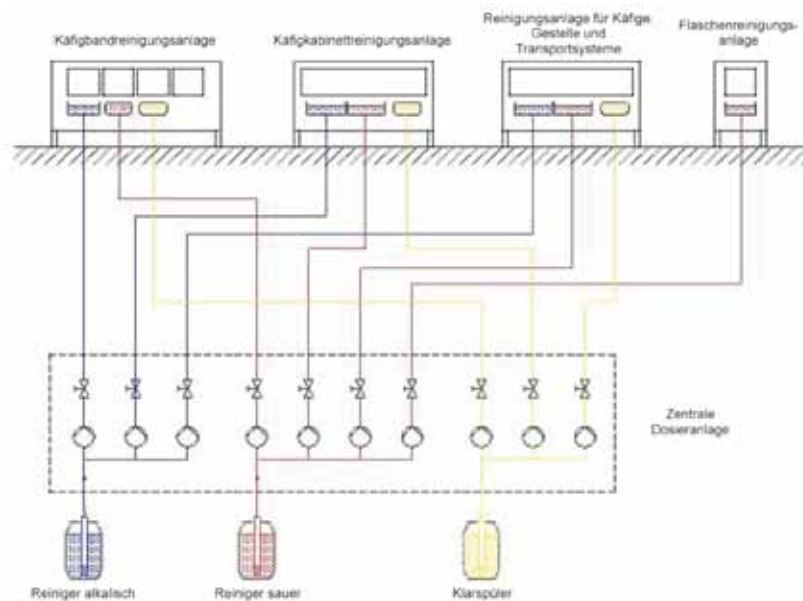 Käfigbandreinigungsanlage
Käfigkabinettreinigungsanlage
Reinigungsanlage für Käfige,
Gestelle und
Transportsysteme
Flaschenreinigungs-
anlage
Zentrale
Dosieranlage
Reiniger alkalisch
Reiniger sauer
Klarspüler